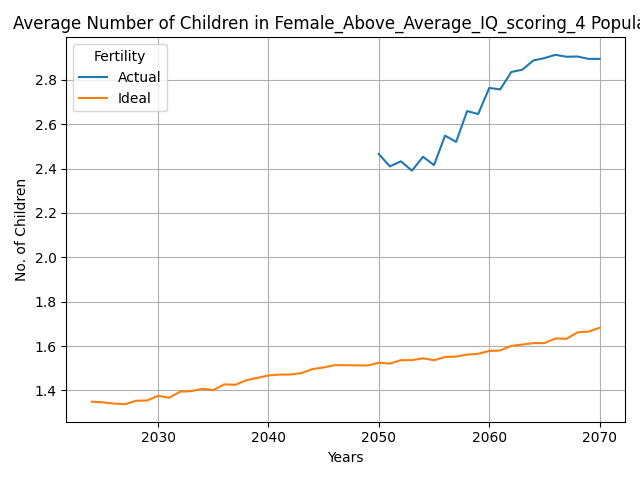 Average Number of Children in Female_Above_Average_IQ_scoring_4 Popula
Fertility
Actual
Ideal
2.8
2.6
2.4
2.2
2.0
1.8
1.6
1.4
No. of Children
2030
2040
2050
2060
2070
Years